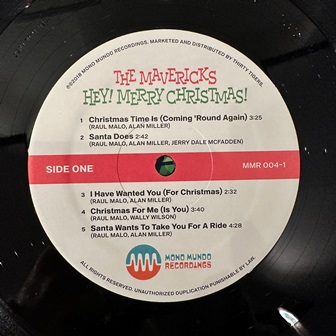 ℗©2018 MONO MUNDO RECORDINGS. MARKETED AND DISTRIBUTED BY THIRTY TIGERS.
THE MAVERICKS
HEY! MERRY CHRISTMAS!
1 Christmas Time Is (Coming 'Round Again) 3:25
(RAUL MALO, ALAN MILLER)
2 Santa Does 2:42
(RAUL MALO, ALAN MILLER, JERRY DALE MCFADDEN)
SIDE ONE
MMR 004-1
3 I Have Wanted You (For Christmas) 2:32
(RAUL MALO, ALAN MILLER)
4 Christmas For Me (Is You) 3:40
(RAUL MALO, WALLY WILSON)
5 Santa Wants To Take You For A Ride 4:28
(RAUL MALO, ALAN MILLER)
MONO MUNDO
RECORDINGS
ALL RIGHTS RESERVED. UNAUTHORIZED DUPLICATION PUNISHABLE BY LAW.